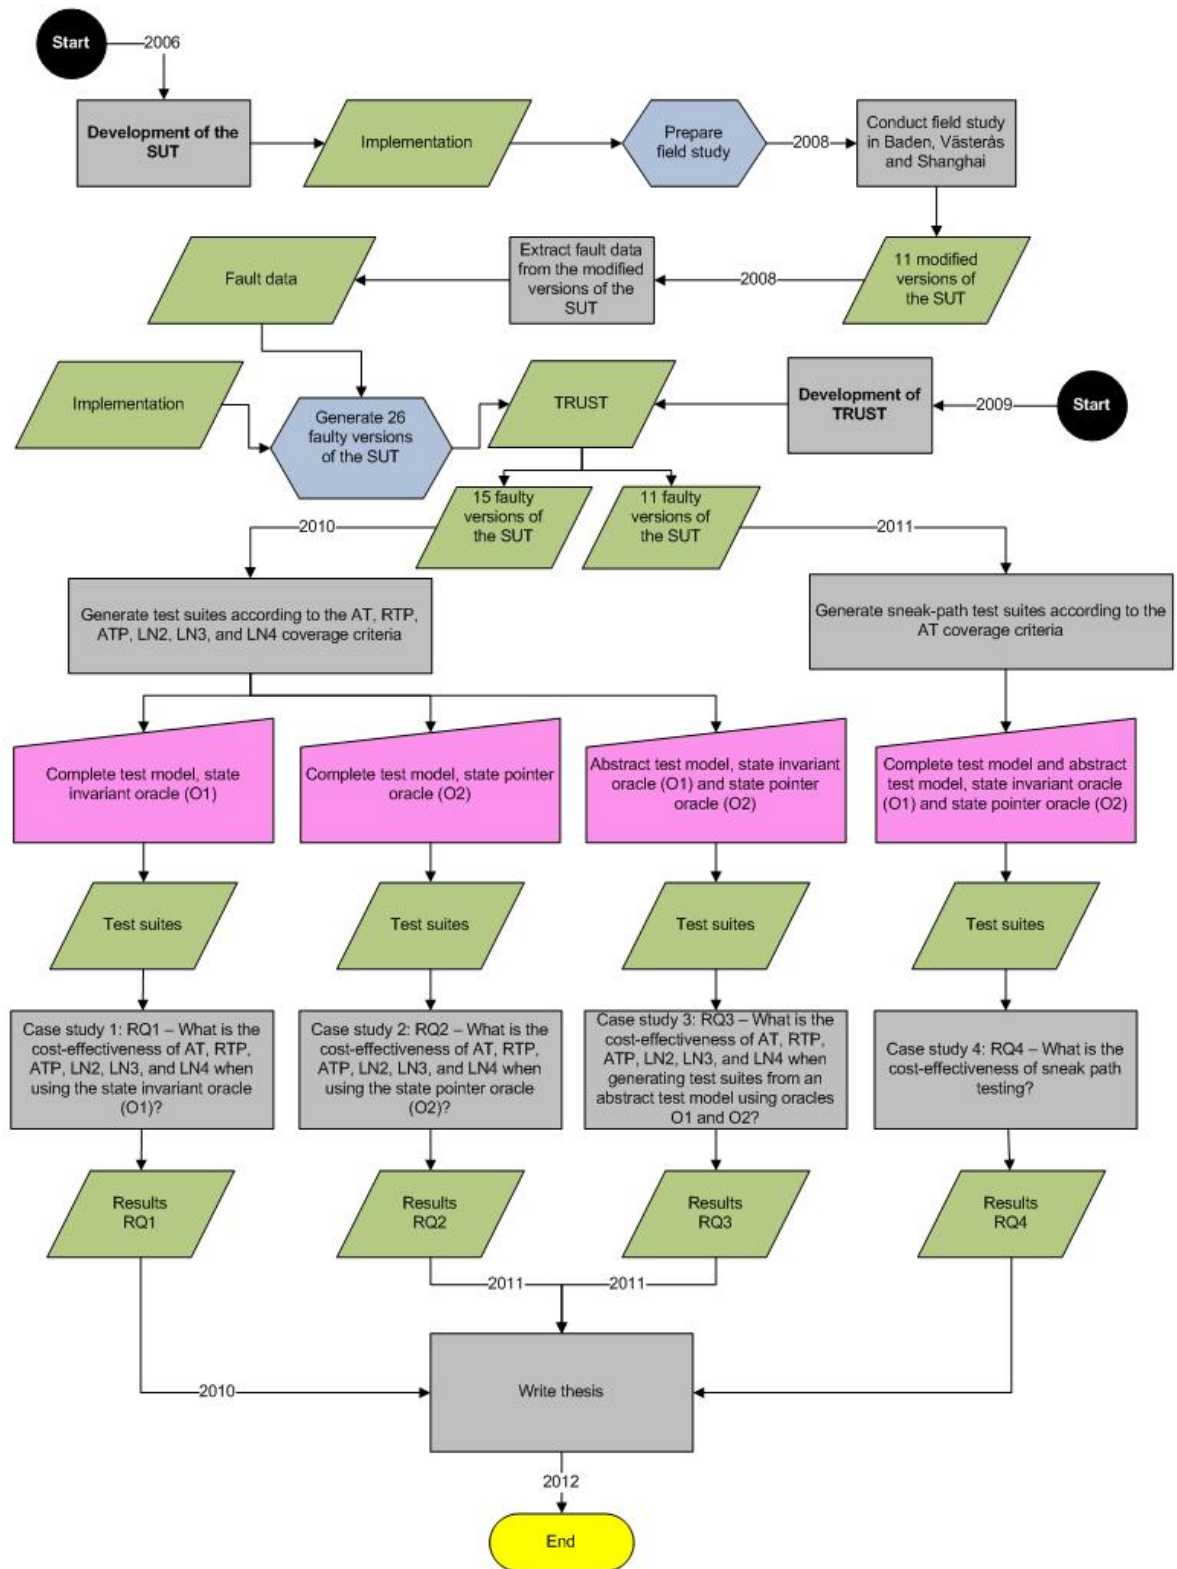 Start
2006
Development of the
SUT
Implementation
Prepare
field study
2008
Conduct field study
in Baden, Västerås
and Shanghai
Fault data
Extract fault data
from the modified
versions of the
SUT
2008
11 modified
versions of
the SUT
Implementation
Generate 26
faulty versions
of the SUT
TRUST
Development of
TRUST
2009
Start
15 faulty
versions of
the SUT
11 faulty
versions of
the SUT
2010
2011
Generate test suites according to the AT, RTP,
ATP, LN2, LN3, and LN4 coverage criteria
Generate sneak-path test suites according to the
AT coverage criteria
Complete test model, state
invariant oracle (O1)
Complete test model, state pointer
oracle (O2)
Abstract test model, state invariant
oracle (O1) and state pointer
oracle (O2)
Complete test model and abstract
test model, state invariant oracle
(O1) and state pointer oracle (O2)
Test suites
Test suites
Test suites
Test suites
Case study 1: RQ1 – What is the
cost-effectiveness of AT, RTP,
ATP, LN2, LN3, and LN4 when
using the state invariant oracle
(O1)?
Case study 2: RQ2 – What is the
cost-effectiveness of AT, RTP,
ATP, LN2, LN3, and LN4 when
using the state pointer oracle
(O2)?
Case study 3: RQ3 – What is the
cost-effectiveness of AT, RTP,
ATP, LN2, LN3, and LN4 when
generating test suites from an
abstract test model using oracles
O1 and O2?
Case study 4: RQ4 – What is the
cost-effectiveness of sneak path
testing?
Results
RQ1
Results
RQ2
Results
RQ3
Results
RQ4
2011
2011
2010
Write thesis
2012
End